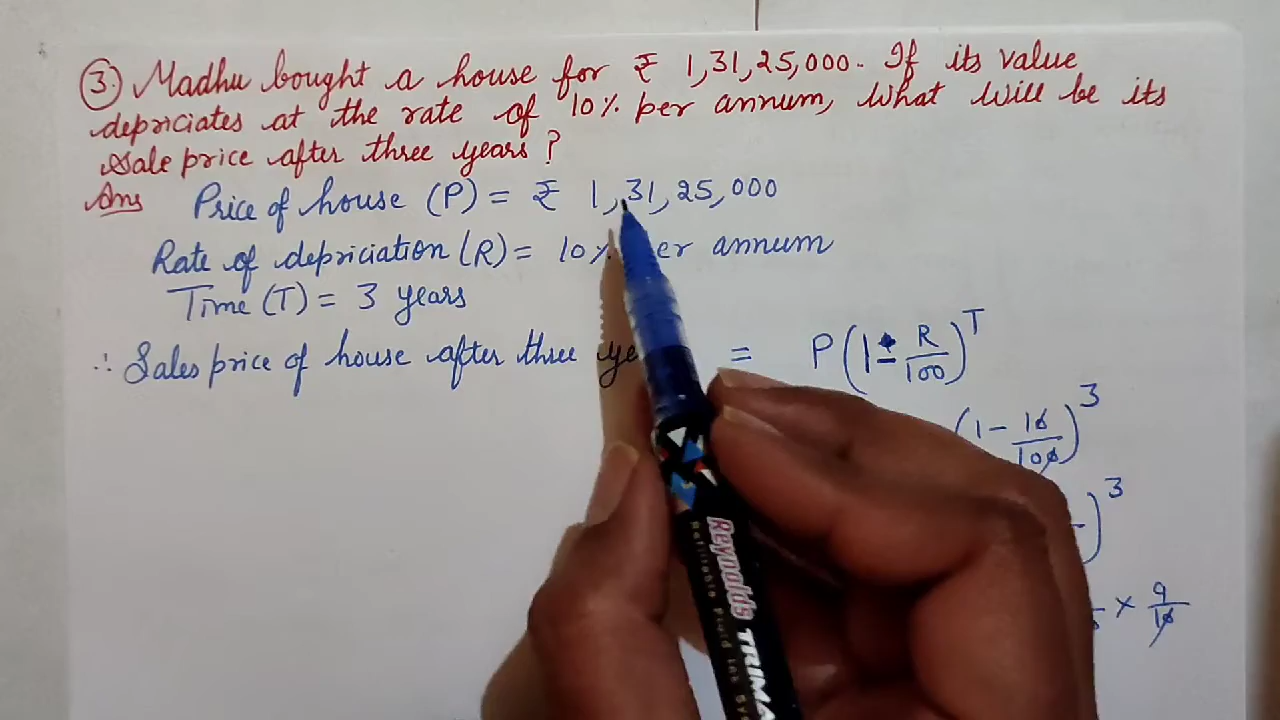 ③ Madhu bought a house for ₹ 1,31,25,000. If its value
depriciates at the rate of 10% per annum, what will be its
Sale price after three years?
Ans Price of house (P) = ₹ 1,31,25,000
Rate of depriciation (R) = 10% per annum
Time (T) = 3 years
∴ Sales price of house after three = P(1 - R/100)^T
(1 - 10/100)^3
)^3
× 9/10
Reynolds TRIMA